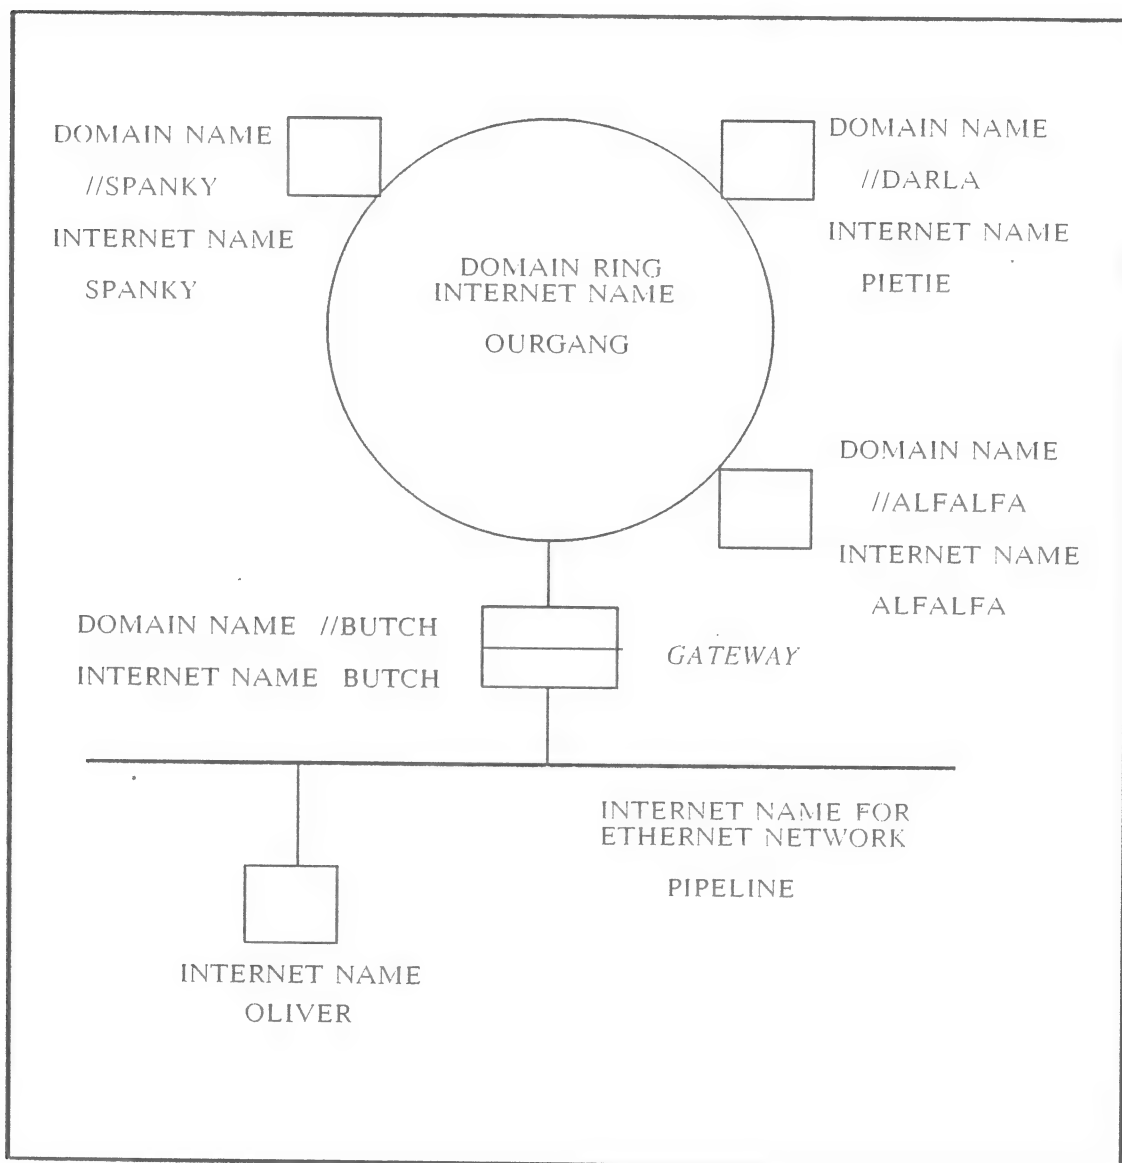 DOMAIN NAME
//SPANKY
INTERNET NAME
SPANKY
DOMAIN NAME
//DARLA
INTERNET NAME
PIETIE
DOMAIN RING
INTERNET NAME
OURGANG
DOMAIN NAME
//ALFALFA
INTERNET NAME
ALFALFA
DOMAIN NAME //BUTCH
INTERNET NAME BUTCH
GATEWAY
INTERNET NAME FOR
ETHERNET NETWORK
PIPELINE
INTERNET NAME
OLIVER